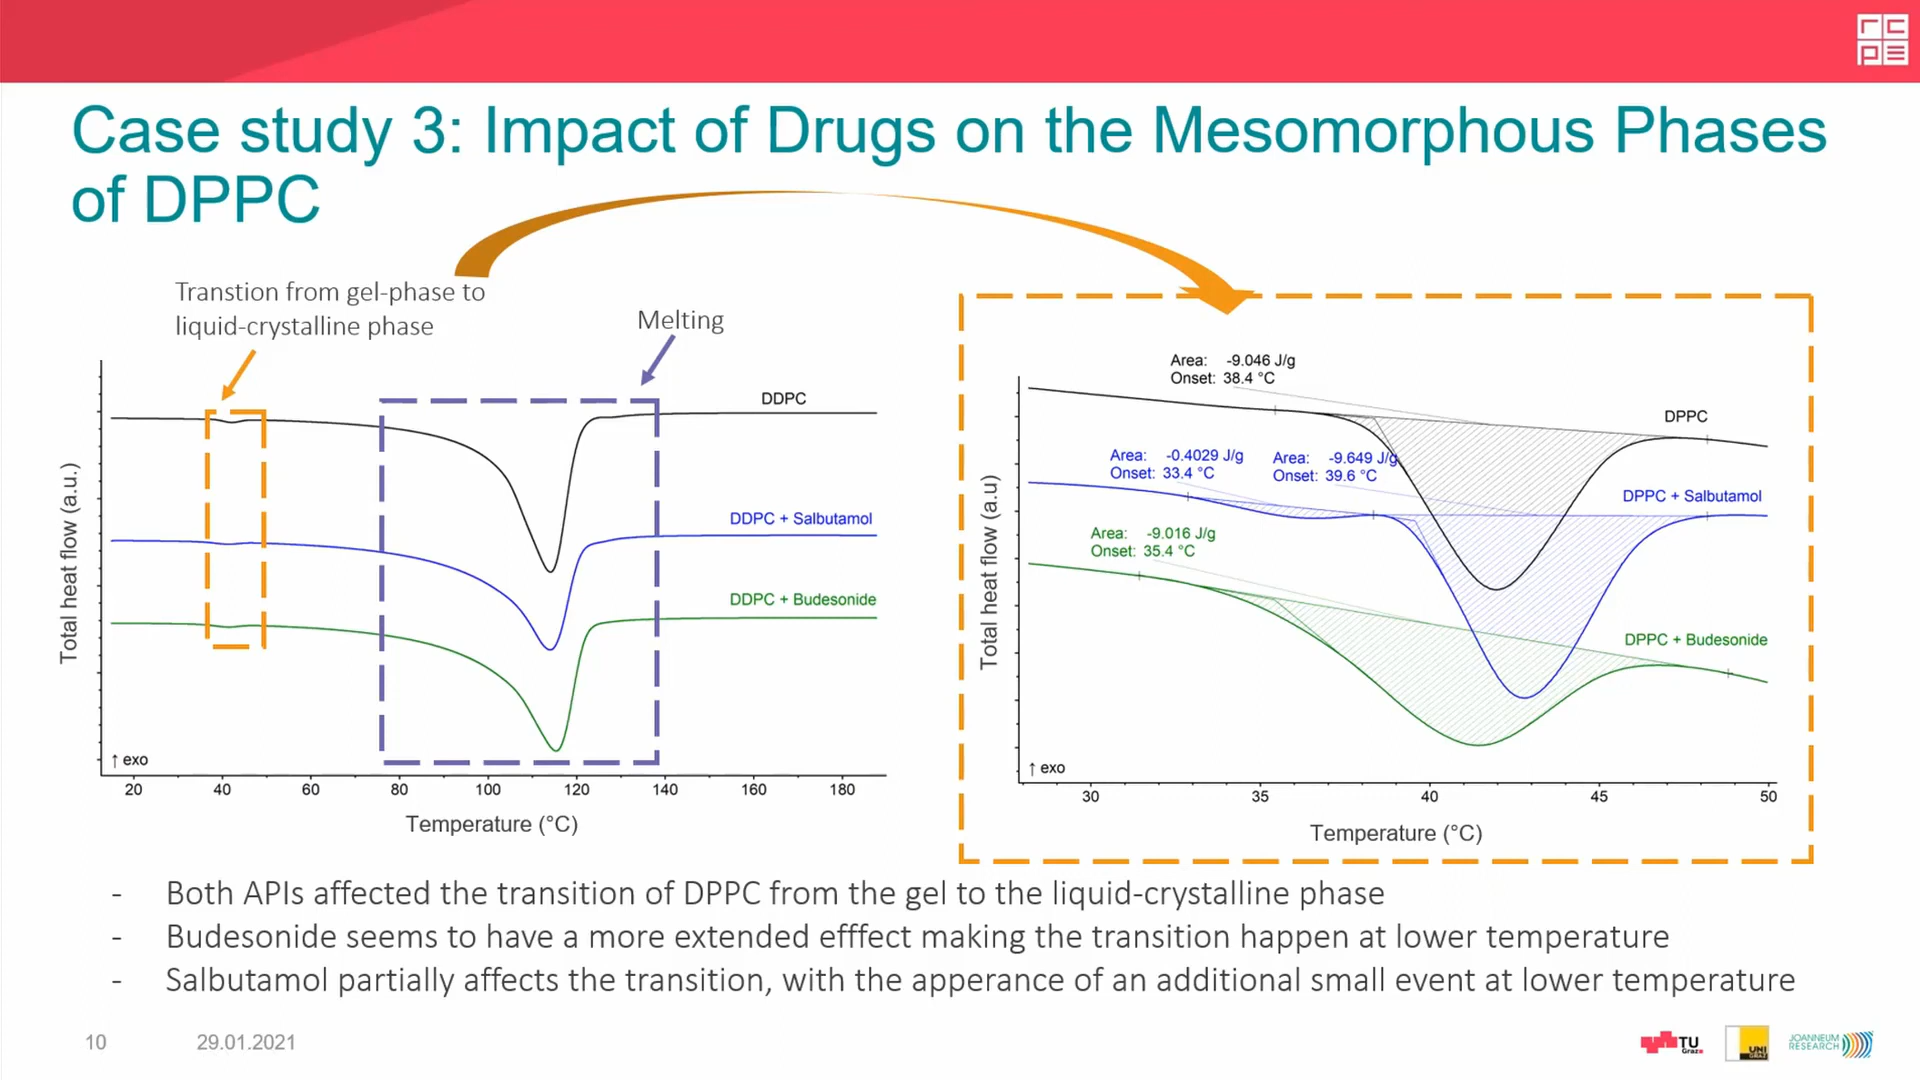 rcpe
Case study 3: Impact of Drugs on the Mesomorphous Phases
of DPPC
Transtion from gel-phase to
liquid-crystalline phase
Melting
DDPC
DDPC + Salbutamol
DDPC + Budesonide
Total heat flow (a.u.)
↑ exo
20 40 60 80 100 120 140 160 180
Temperature (°C)
Area: -9.046 J/g
Onset: 38.4 °C
DPPC
Area: -0.4029 J/g
Onset: 33.4 °C
Area: -9.649 J/g
Onset: 39.6 °C
DPPC + Salbutamol
Area: -9.016 J/g
Onset: 35.4 °C
DPPC + Budesonide
Total heat flow (a.u)
↑ exo
30 35 40 45 50
Temperature (°C)
- Both APIs affected the transition of DPPC from the gel to the liquid-crystalline phase
- Budesonide seems to have a more extended efffect making the transition happen at lower temperature
- Salbutamol partially affects the transition, with the apperance of an additional small event at lower temperature
10
29.01.2021
TU
Graz
UNI
GRAZ
JOANNEUM
RESEARCH